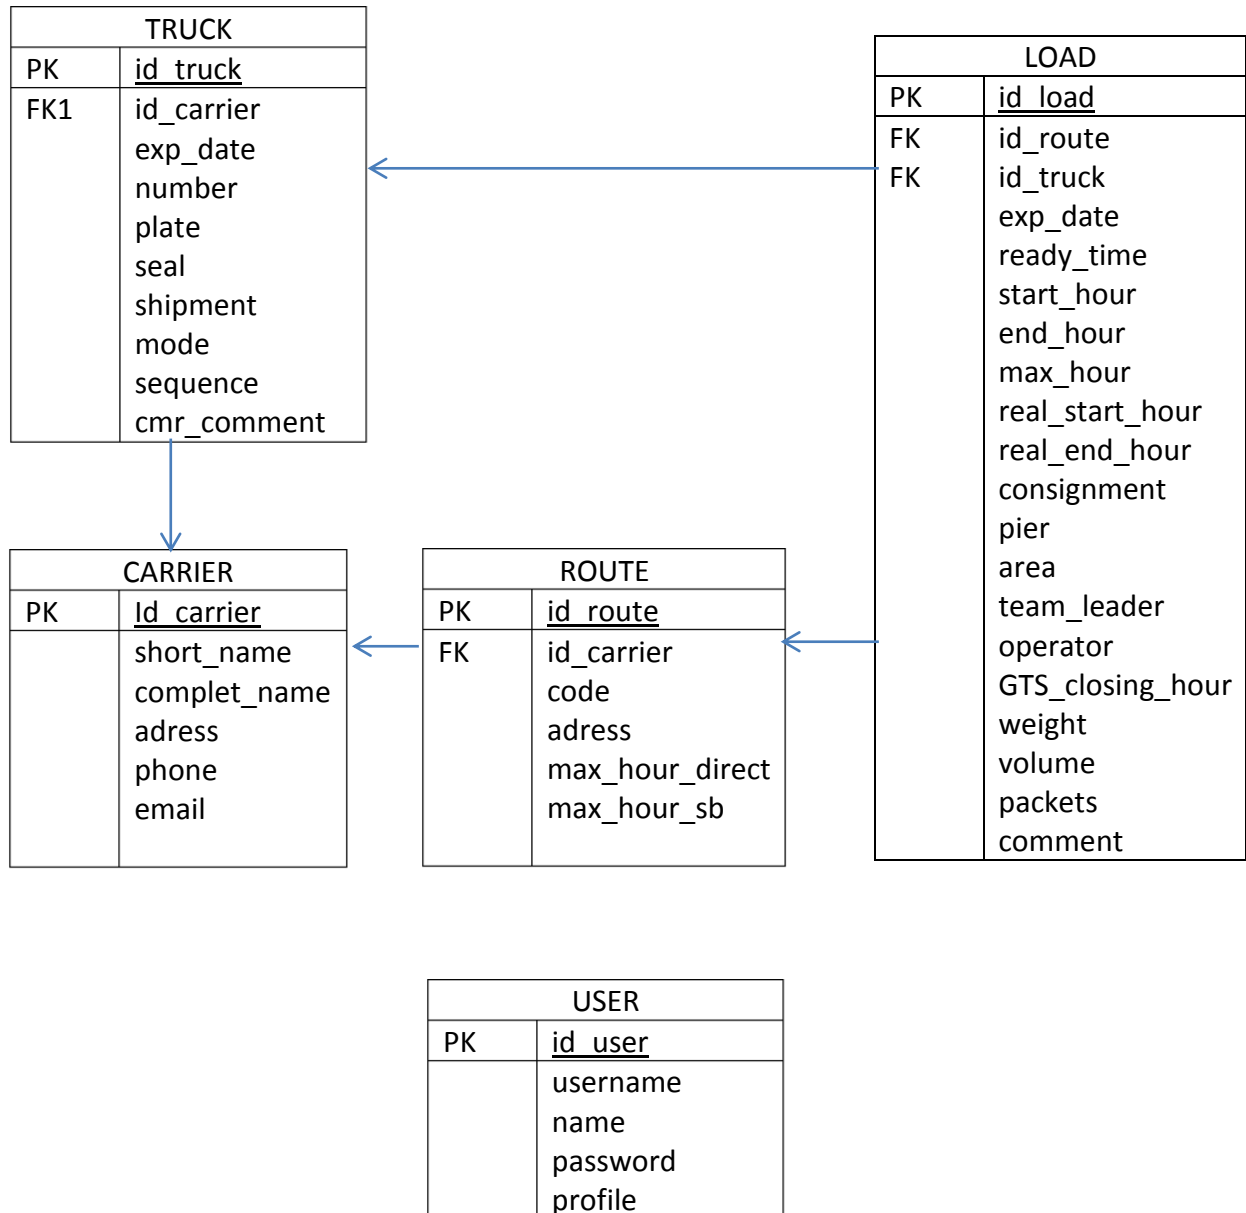 TRUCK
PK id_truck
FK1 id_carrier
exp_date
number
plate
seal
shipment
mode
sequence
cmr_comment
LOAD
PK id_load
FK id_route
FK id_truck
exp_date
ready_time
start_hour
end_hour
max_hour
real_start_hour
real_end_hour
consignment
pier
area
team_leader
operator
GTS_closing_hour
weight
volume
packets
comment
CARRIER
PK Id_carrier
short_name
complet_name
adress
phone
email
ROUTE
PK id_route
FK id_carrier
code
adress
max_hour_direct
max_hour_sb
USER
PK id_user
username
name
password
profile